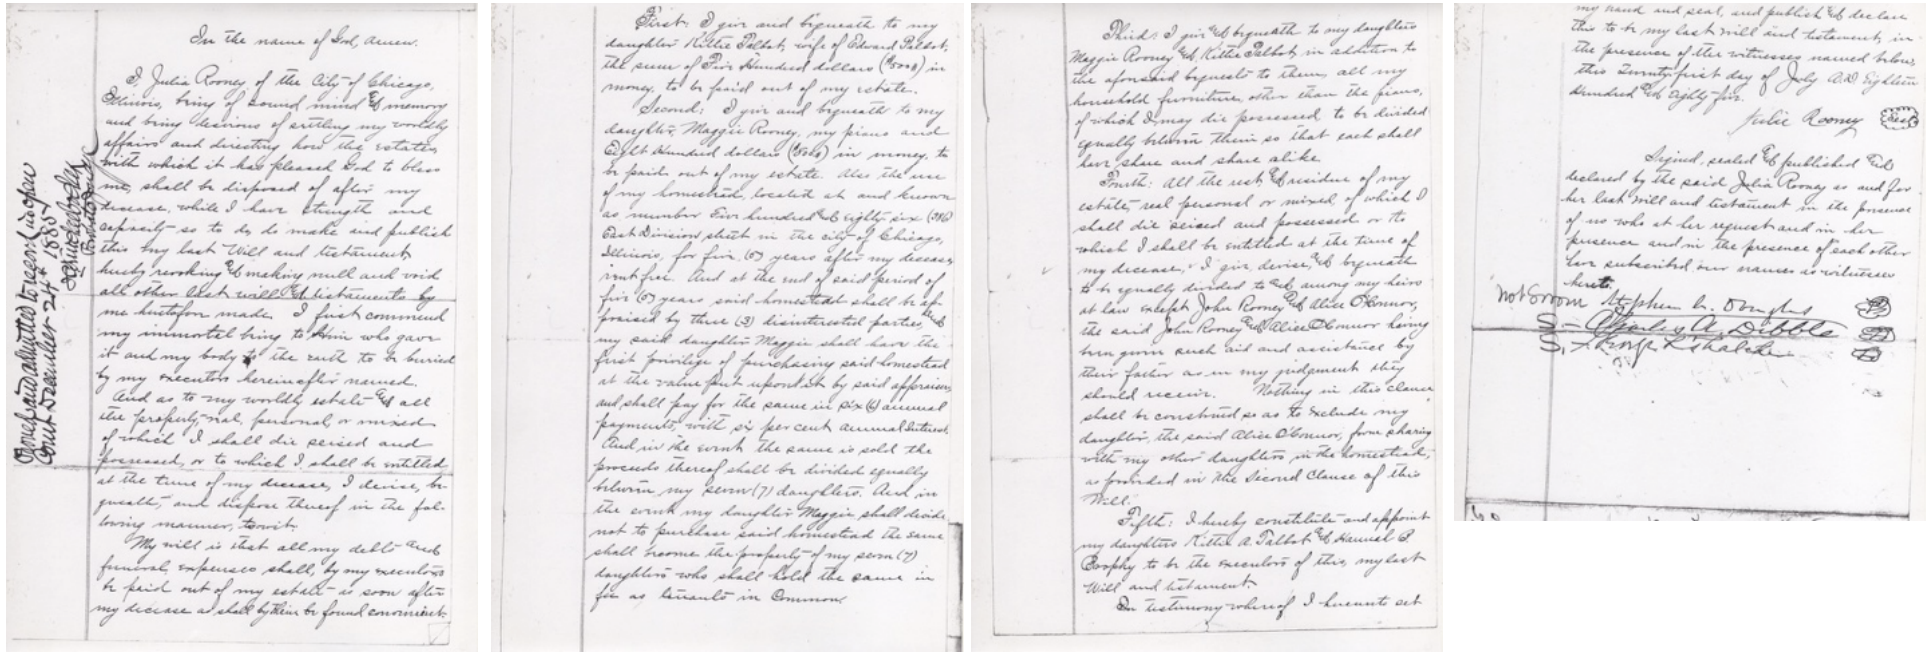 In the name of God, amen.
I, Julia Rooney of the City of Chicago,
Illinois, being of sound mind & memory
and being desirous of settling my worldly
affairs and directing how the estate,
with which it has pleased God to bless
me, shall be disposed of after my
decease, while I have strength and
capacity so to do, do make and publish
this my last Will and testament,
hereby revoking & making null and void
all other last wills & testaments by
me heretofore made. I first commend
my immortal being to Him who gave
it and my body to the earth to be buried
by my executors hereinafter named.
And as to my worldly estate & all
the property, real, personal, or mixed
of which I shall die seised and
possessed, or to which I shall be entitled
at the time of my decease, I devise, be-
queath, and dispose thereof in the fol-
lowing manner, towit:
My will is that all my debts and
funeral expenses shall, by my executors
be paid out of my estate as soon after
my decease as shall by them be found convenient.
Proved and admitted to record in open
Court December 24th 1885
First: I give and bequeath to my
daughter Kittie Talbot, wife of Edward Talbot,
the sum of Five Hundred dollars ($500) in
money, to be paid out of my estate.
Second: I give and bequeath to my
daughter, Maggie Rooney, my piano and
Eight Hundred dollars in money, to
be paid out of my estate. Also the use
of my homestead, located at and known
as number Five hundred & eighty-six (586)
East Division street in the city of Chicago,
Illinois, for five (5) years after my decease,
rent free. And at the end of said period of
five (5) years said homestead shall be ap-
praised by three (3) disinterested parties, and
my said daughter Maggie shall have the
first privilege of purchasing said homestead
at the value put upon it by said appraisers
and shall pay for the same in six (6) annual
payments, with six per cent annual interest.
And in the event the same is sold the
proceeds thereof shall be divided equally
between my seven (7) daughters. And in
the event my daughter Maggie shall decide
not to purchase said homestead the same
shall become the property of my seven (7)
daughters who shall hold the same in
fee as tenants in Common.
Third: I give & bequeath to my daughters
Maggie Rooney & Kittie Talbot in addition to
the aforesaid bequests to them, all my
household furniture, other than the piano,
of which I may die possessed to be divided
equally between them so that each shall
have share and share alike.
Fourth: All the rest & residue of my
estate, real personal or mixed of which I
shall die seized and possessed or to
which I shall be entitled at the time of
my decease, I give, devise, & bequeath
to be equally divided to & among my heirs
at law except John Rooney & Alice O'Connor,
the said John Rooney & Alice O'Connor having
been given such aid and assistance by
their father as in my judgment they
should receive. Nothing in this clause
shall be construed so as to exclude my
daughter, the said Alice O'Connor, from sharing
with my other daughters in the homestead,
as provided in the Second Clause of this
Will.
Fifth: I hereby constitute and appoint
my daughters Kittie A. Talbot & Hannah
to be the executors of this, my last
Will and testament.
In testimony whereof I hereunto set
my hand and seal, and publish & declare
this to be my last will and testament, in
the presence of the witnesses named below,
this Twenty first day of July A.D. Eighteen
Hundred & eighty five.
Julia Rooney
Seal
Signed, sealed & published and
declared by the said Julia Rooney as and for
her last will and testament in the presence
of us who at her request and in her
presence and in the presence of each other
have subscribed our names as witnesses
hereto.
Not Sworn Stephen A. Douglas
S.- Charles A. Dibble
S.-